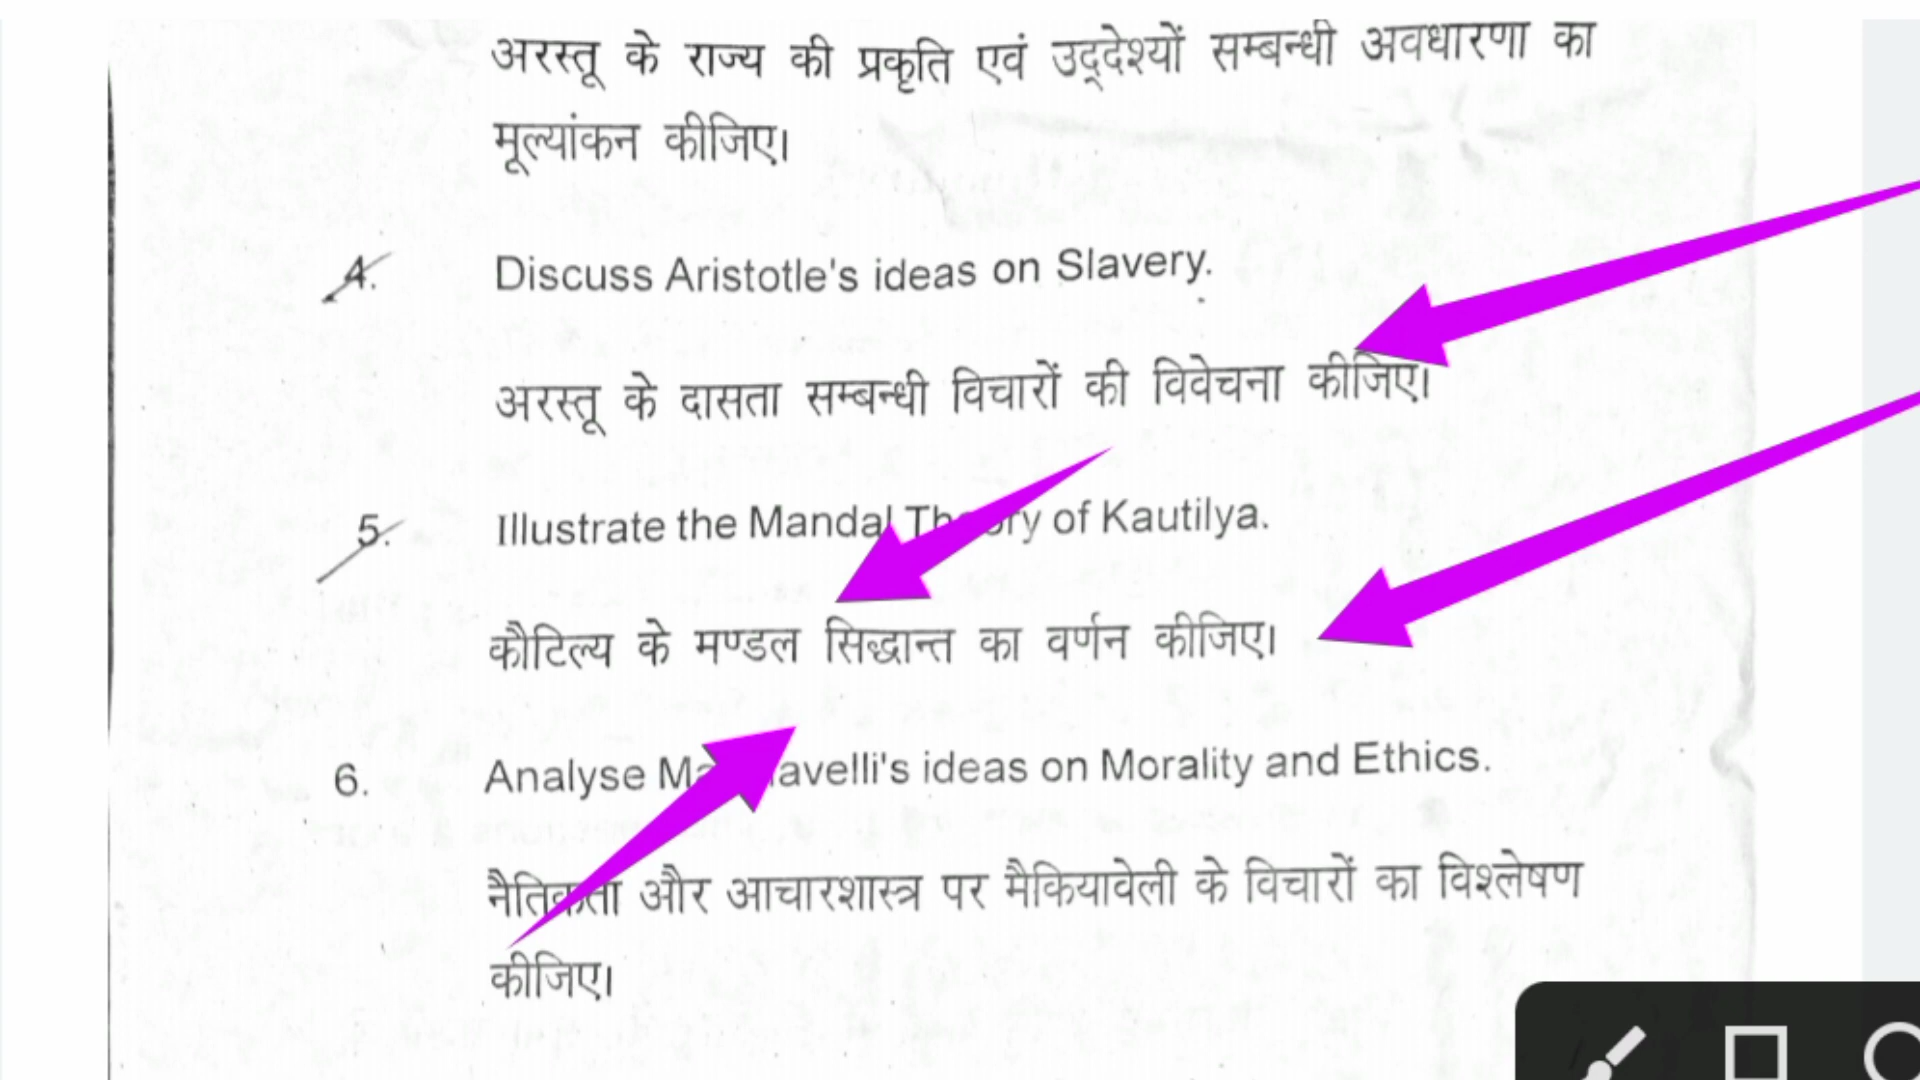 अरस्तू के राज्य की प्रकृति एवं उद्देश्यों सम्बन्धी अवधारणा का
मूल्यांकन कीजिए।
4. Discuss Aristotle's ideas on Slavery.
अरस्तू के दासता सम्बन्धी विचारों की विवेचना कीजिए।
5. Illustrate the Mandal of Kautilya.
कौटिल्य के मण्डल सिद्धान्त का वर्णन कीजिए।
6. Analyse ideas on Morality and Ethics.
नैतिकता और आचारशास्त्र पर मैकियावेली के विचारों का विश्लेषण
कीजिए।